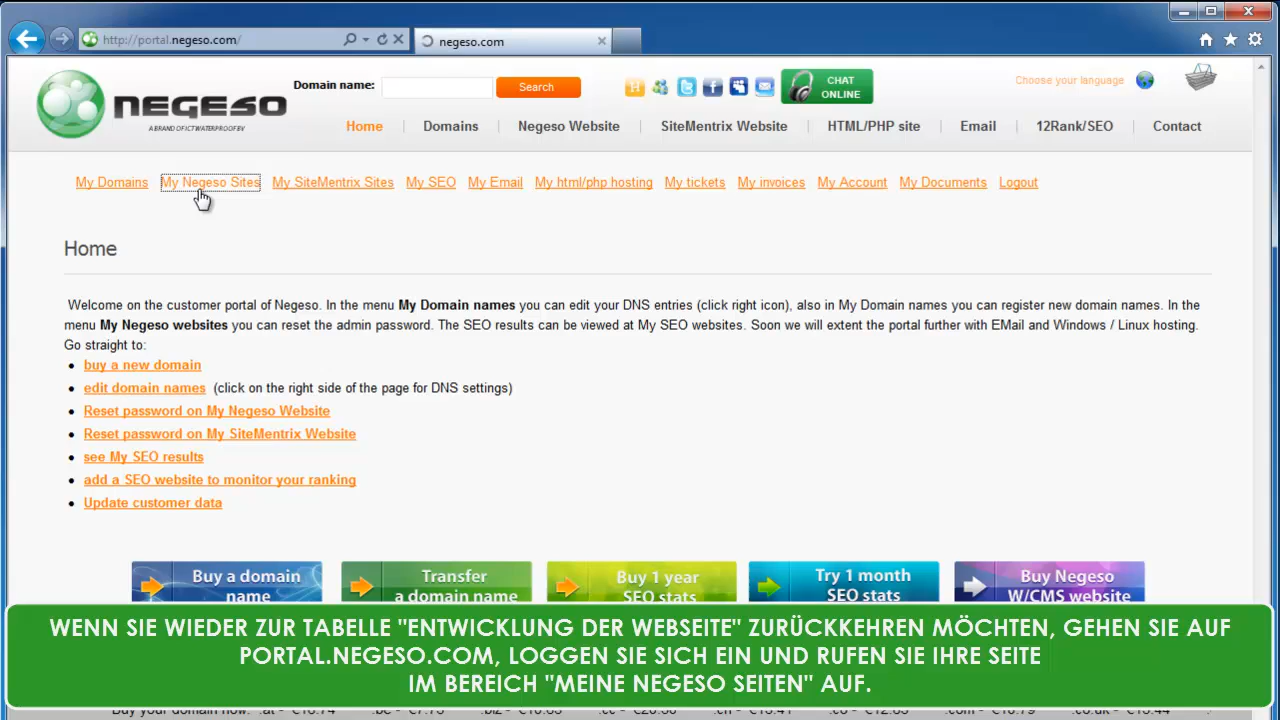 http://portal.negeso.com/
negeso.com
Domain name:
Search
CHAT
ONLINE
Choose your language
NEGESO
A BRAND OF ICTWATERPROOF BV
Home
Domains
Negeso Website
SiteMentrix Website
HTML/PHP site
Email
12Rank/SEO
Contact
My Domains My Negeso Sites My SiteMentrix Sites My SEO My Email My html/php hosting My tickets My invoices My Account My Documents Logout
Home
Welcome on the customer portal of Negeso. In the menu My Domain names you can edit your DNS entries (click right icon), also in My Domain names you can register new domain names. In the
menu My Negeso websites you can reset the admin password. The SEO results can be viewed at My SEO websites. Soon we will extent the portal further with EMail and Windows / Linux hosting.
Go straight to:
buy a new domain
edit domain names (click on the right side of the page for DNS settings)
Reset password on My Negeso Website
Reset password on My SiteMentrix Website
see My SEO results
add a SEO website to monitor your ranking
Update customer data
Buy a domain
name
Transfer
a domain name
Buy 1 year
SEO stats
Try 1 month
SEO stats
Buy Negeso
W/CMS website
WENN SIE WIEDER ZUR TABELLE "ENTWICKLUNG DER WEBSEITE" ZURÜCKKEHREN MÖCHTEN, GEHEN SIE AUF
PORTAL.NEGESO.COM, LOGGEN SIE SICH EIN UND RUFEN SIE IHRE SEITE
IM BEREICH "MEINE NEGESO SEITEN" AUF.